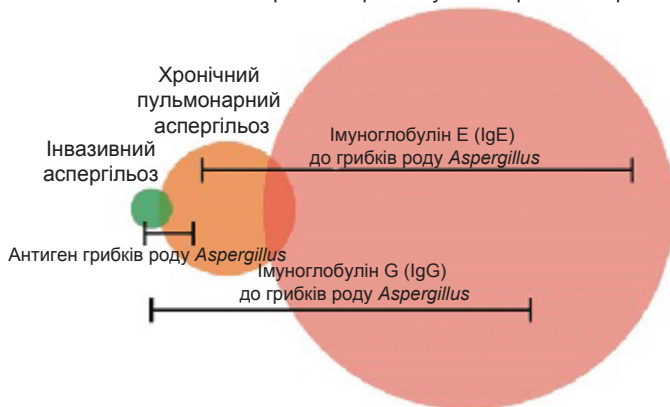 Хронічний
пульмонарний
аспергільоз
Імуноглобулін E (IgE)
до грибків роду Aspergillus
Інвазивний
аспергільоз
Антиген грибків роду Aspergillus
Імуноглобулін G (IgG)
до грибків роду Aspergillus